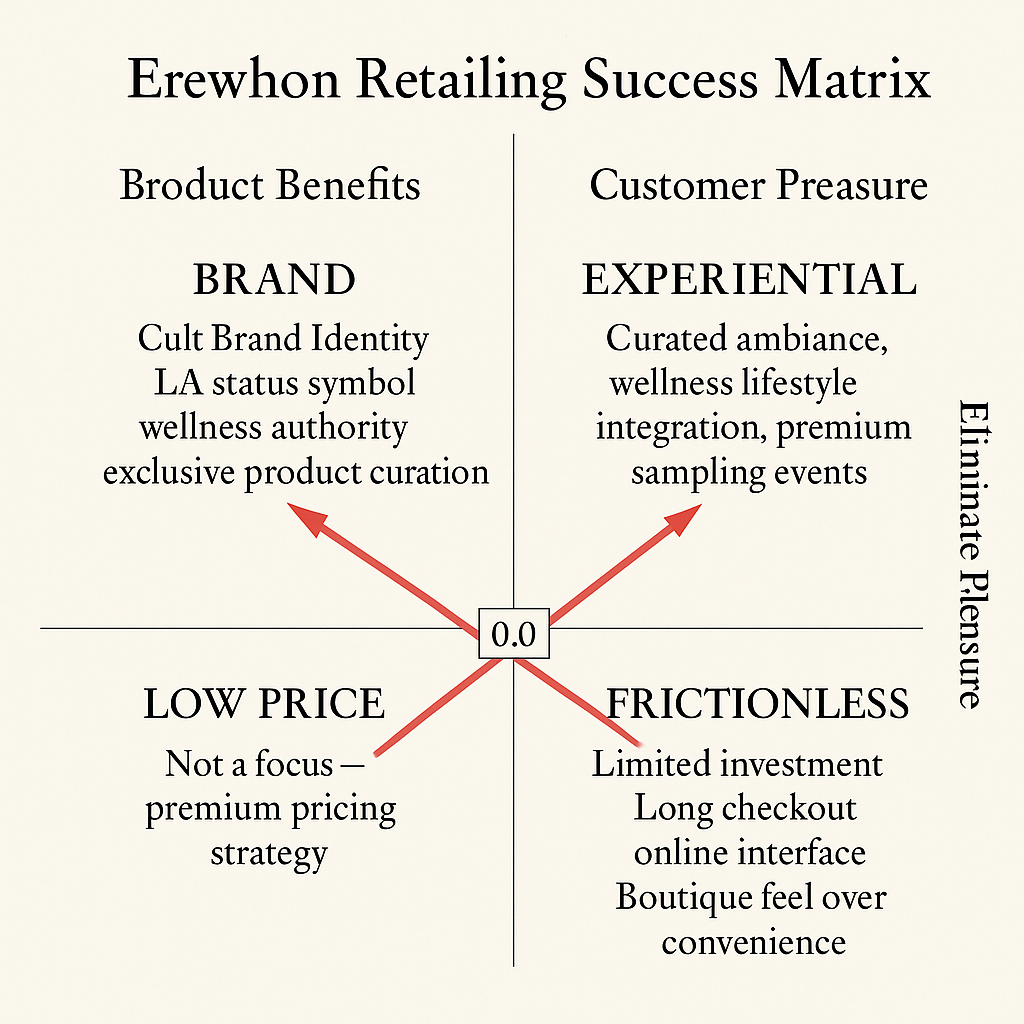 Erewhon Retailing Success Matrix
Broduct Benefits
Customer Preasure
BRAND
Cult Brand Identity
LA status symbol
wellness authority
exclusive product curation
EXPERIENTIAL
Curated ambiance,
wellness lifestyle
integration, premium
sampling events
Eliminate Plensure
0.0
LOW PRICE
Not a focus —
premium pricing
strategy
FRICTIONLESS
Limited investment
Long checkout
online interface
Boutique feel over
convenience